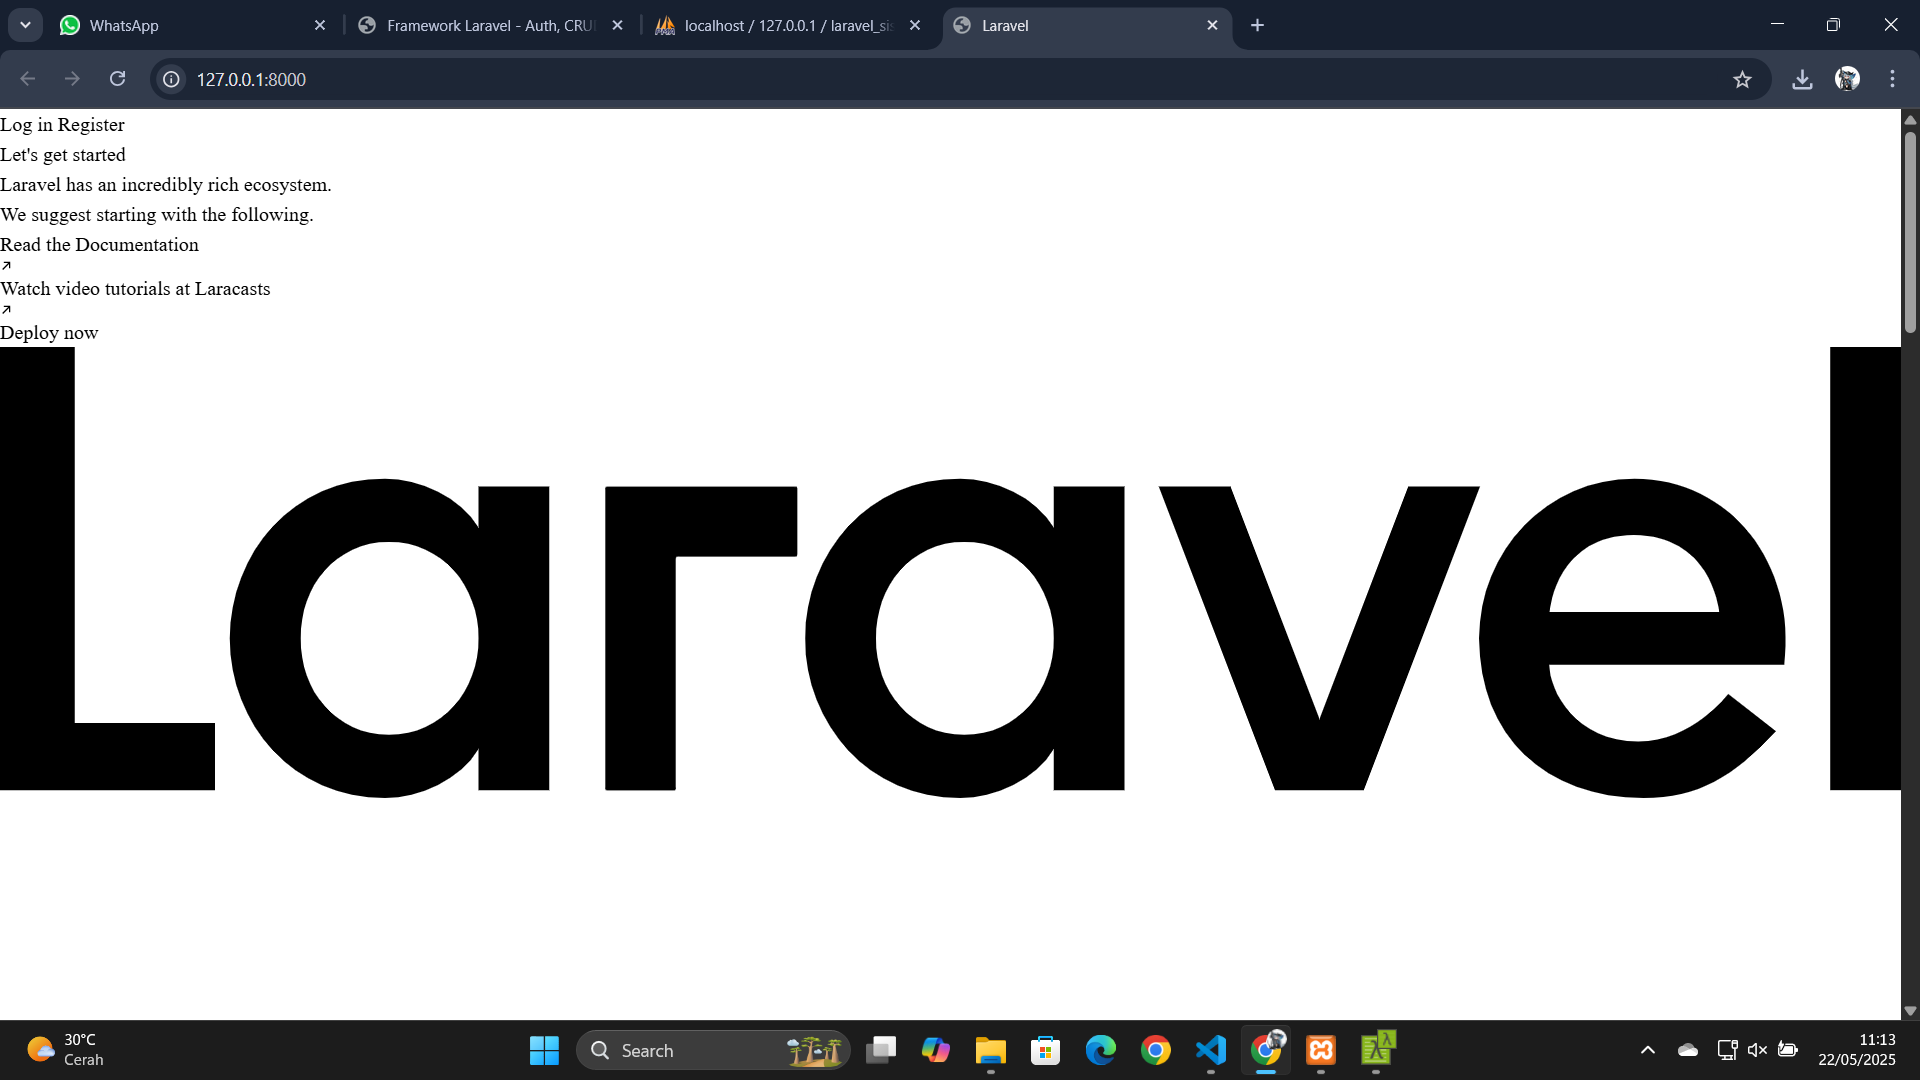 WhatsApp
Framework Laravel - Auth, CRU
localhost / 127.0.0.1 / laravel_si
Laravel
127.0.0.1:8000
Log in Register
Let's get started
Laravel has an incredibly rich ecosystem.
We suggest starting with the following.
Read the Documentation
Watch video tutorials at Laracasts
Deploy now
Laravel
30°C
Cerah
Search
11:13
22/05/2025